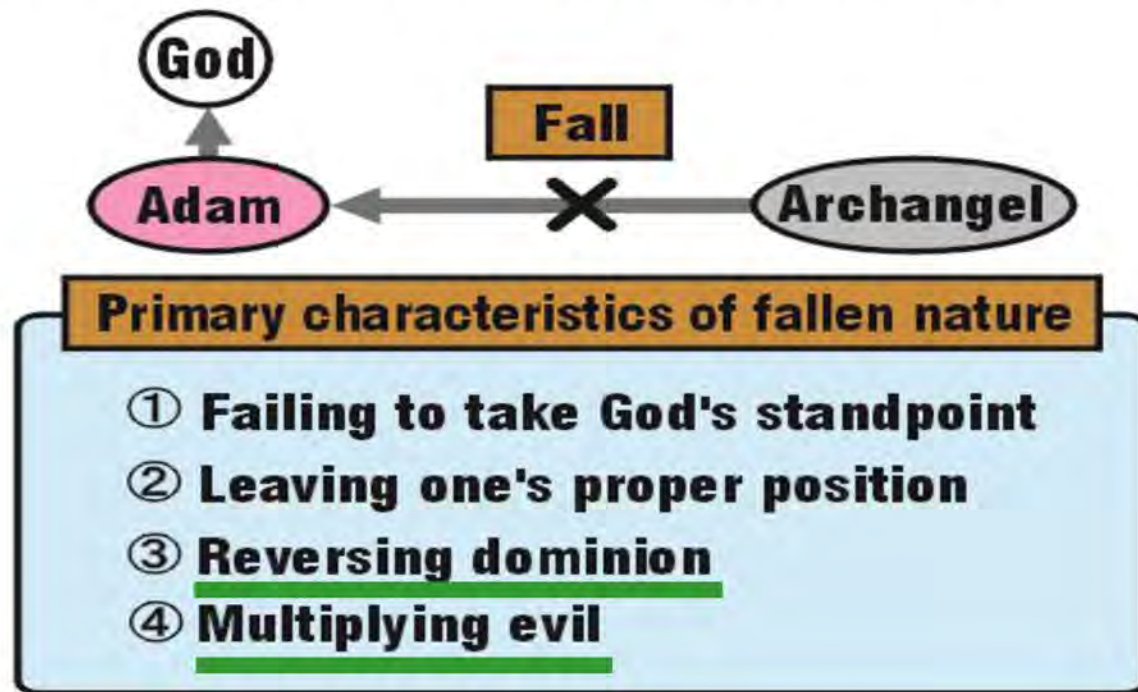 God
Fall
Adam
Archangel
Primary characteristics of fallen nature
① Failing to take God's standpoint
② Leaving one's proper position
③ Reversing dominion
④ Multiplying evil